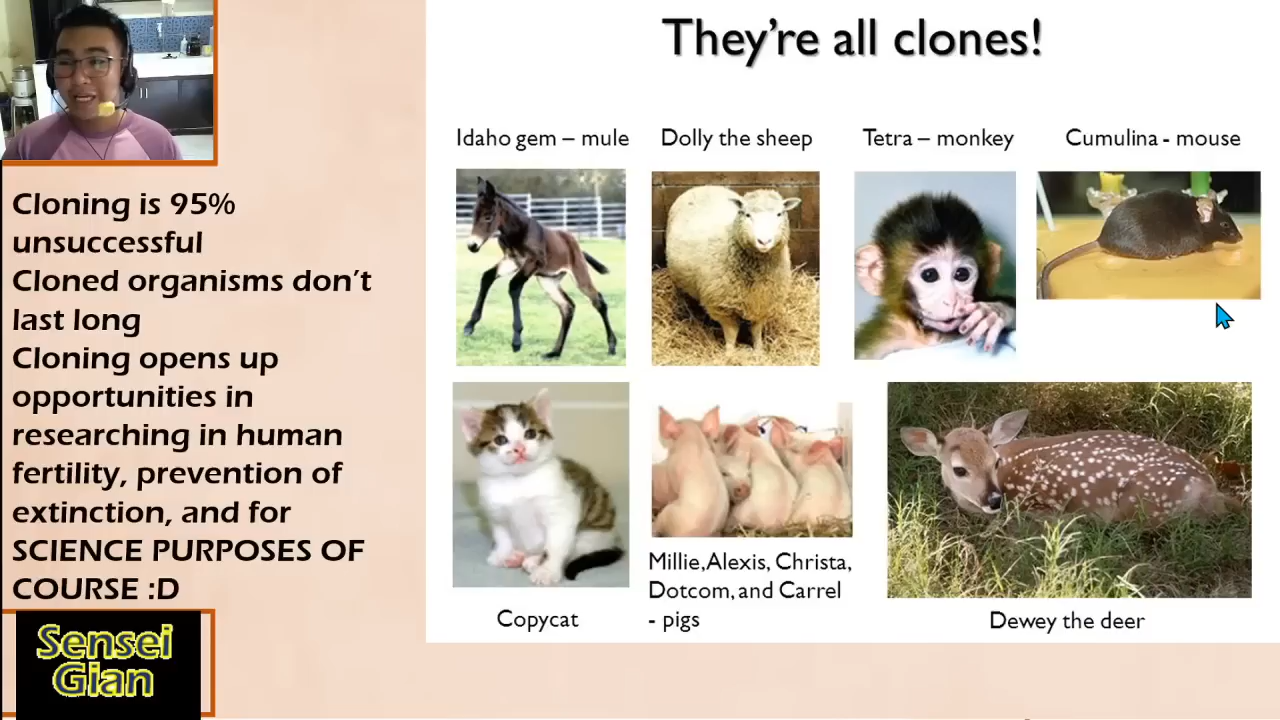 They're all clones!
Idaho gem – mule
Dolly the sheep
Tetra – monkey
Cumulina - mouse
Cloning is 95%
unsuccessful
Cloned organisms don't
last long
Cloning opens up
opportunities in
researching in human
fertility, prevention of
extinction, and for
SCIENCE PURPOSES OF
COURSE :D
Copycat
Millie,Alexis, Christa,
Dotcom, and Carrel
- pigs
Dewey the deer
Sensei
Gian